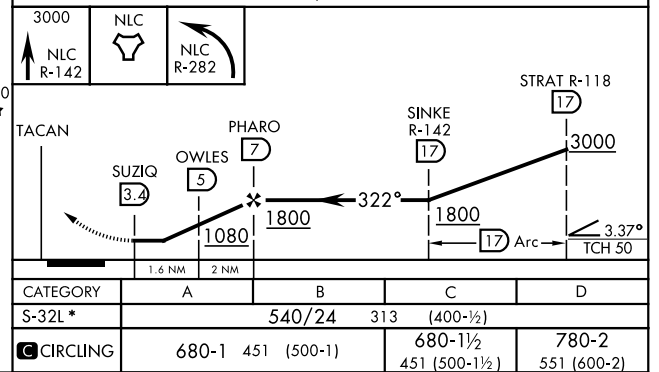 3000
NLC
R-142
NLC
NLC
R-282
STRAT R-118
17
3000
SINKE
R-142
17
1800
PHARO
7
1800
322°
OWLES
5
1080
SUZIQ
3.4
TACAN
0
17 Arc
3.37°
TCH 50
1.6 NM 2 NM
CATEGORY A B C D
S-32L * 540/24 313 (400-½)
C CIRCLING 680-1 451 (500-1) 680-1½ 451 (500-1½) 780-2 551 (600-2)